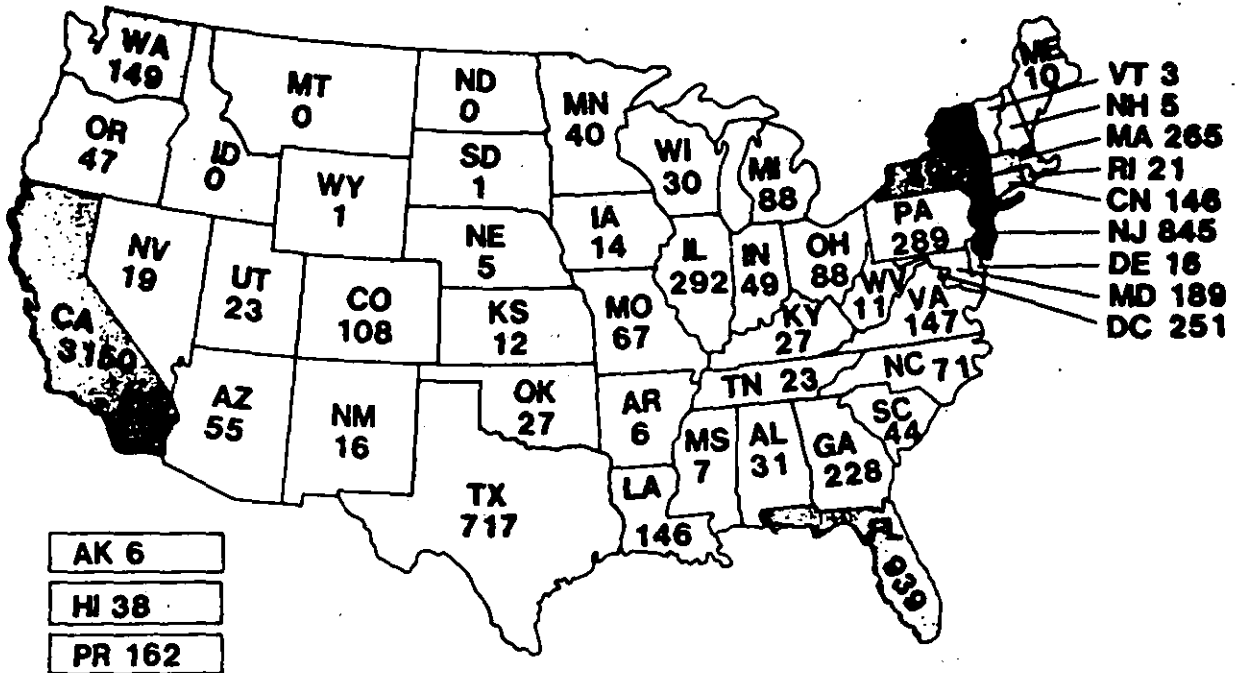 WA
149
MT
0
ND
0
MN
40
ME
10
VT 3
NH 5
MA 265
RI 21
CN 146
NJ 845
DE 16
MD 189
DC 251
OR
47
ID
0
WY
1
SD
1
WI
30
MI
88
PA
289
NV
19
UT
23
CO
108
NE
5
IA
14
IL
292
IN
49
OH
88
WV
11
VA
147
CA
3150
KS
12
MO
67
KY
27
AZ
55
NM
16
OK
27
AR
6
TN 23
NC 71
SC
44
MS
7
AL
31
GA
228
TX
717
LA
146
FL
939
AK 6
HI 38
PR 162